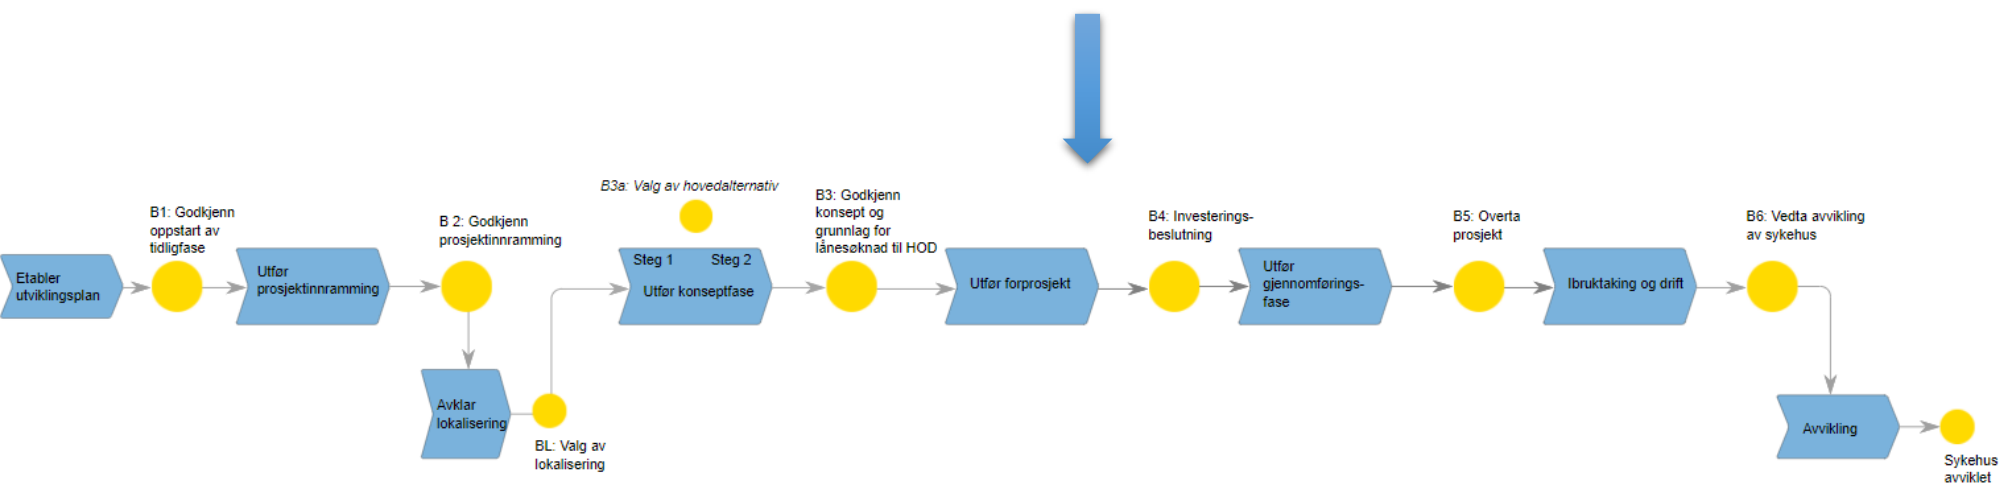 Etabler
utviklingsplan
B1: Godkjenn
oppstart av
tidligfase
Utfør
prosjektinnramming
B 2: Godkjenn
prosjektinnramming
Avklar
lokalisering
BL: Valg av
lokalisering
B3a: Valg av hovedalternativ
Steg 1 Steg 2
Utfør konseptfase
B3: Godkjenn
konsept og
grunnlag for
lånesøknad til HOD
Utfør forprosjekt
B4: Investerings-
beslutning
Utfør
gjennomførings-
fase
B5: Overta
prosjekt
Ibruktaking og drift
B6: Vedta avvikling
av sykehus
Avvikling
Sykehus
avviklet